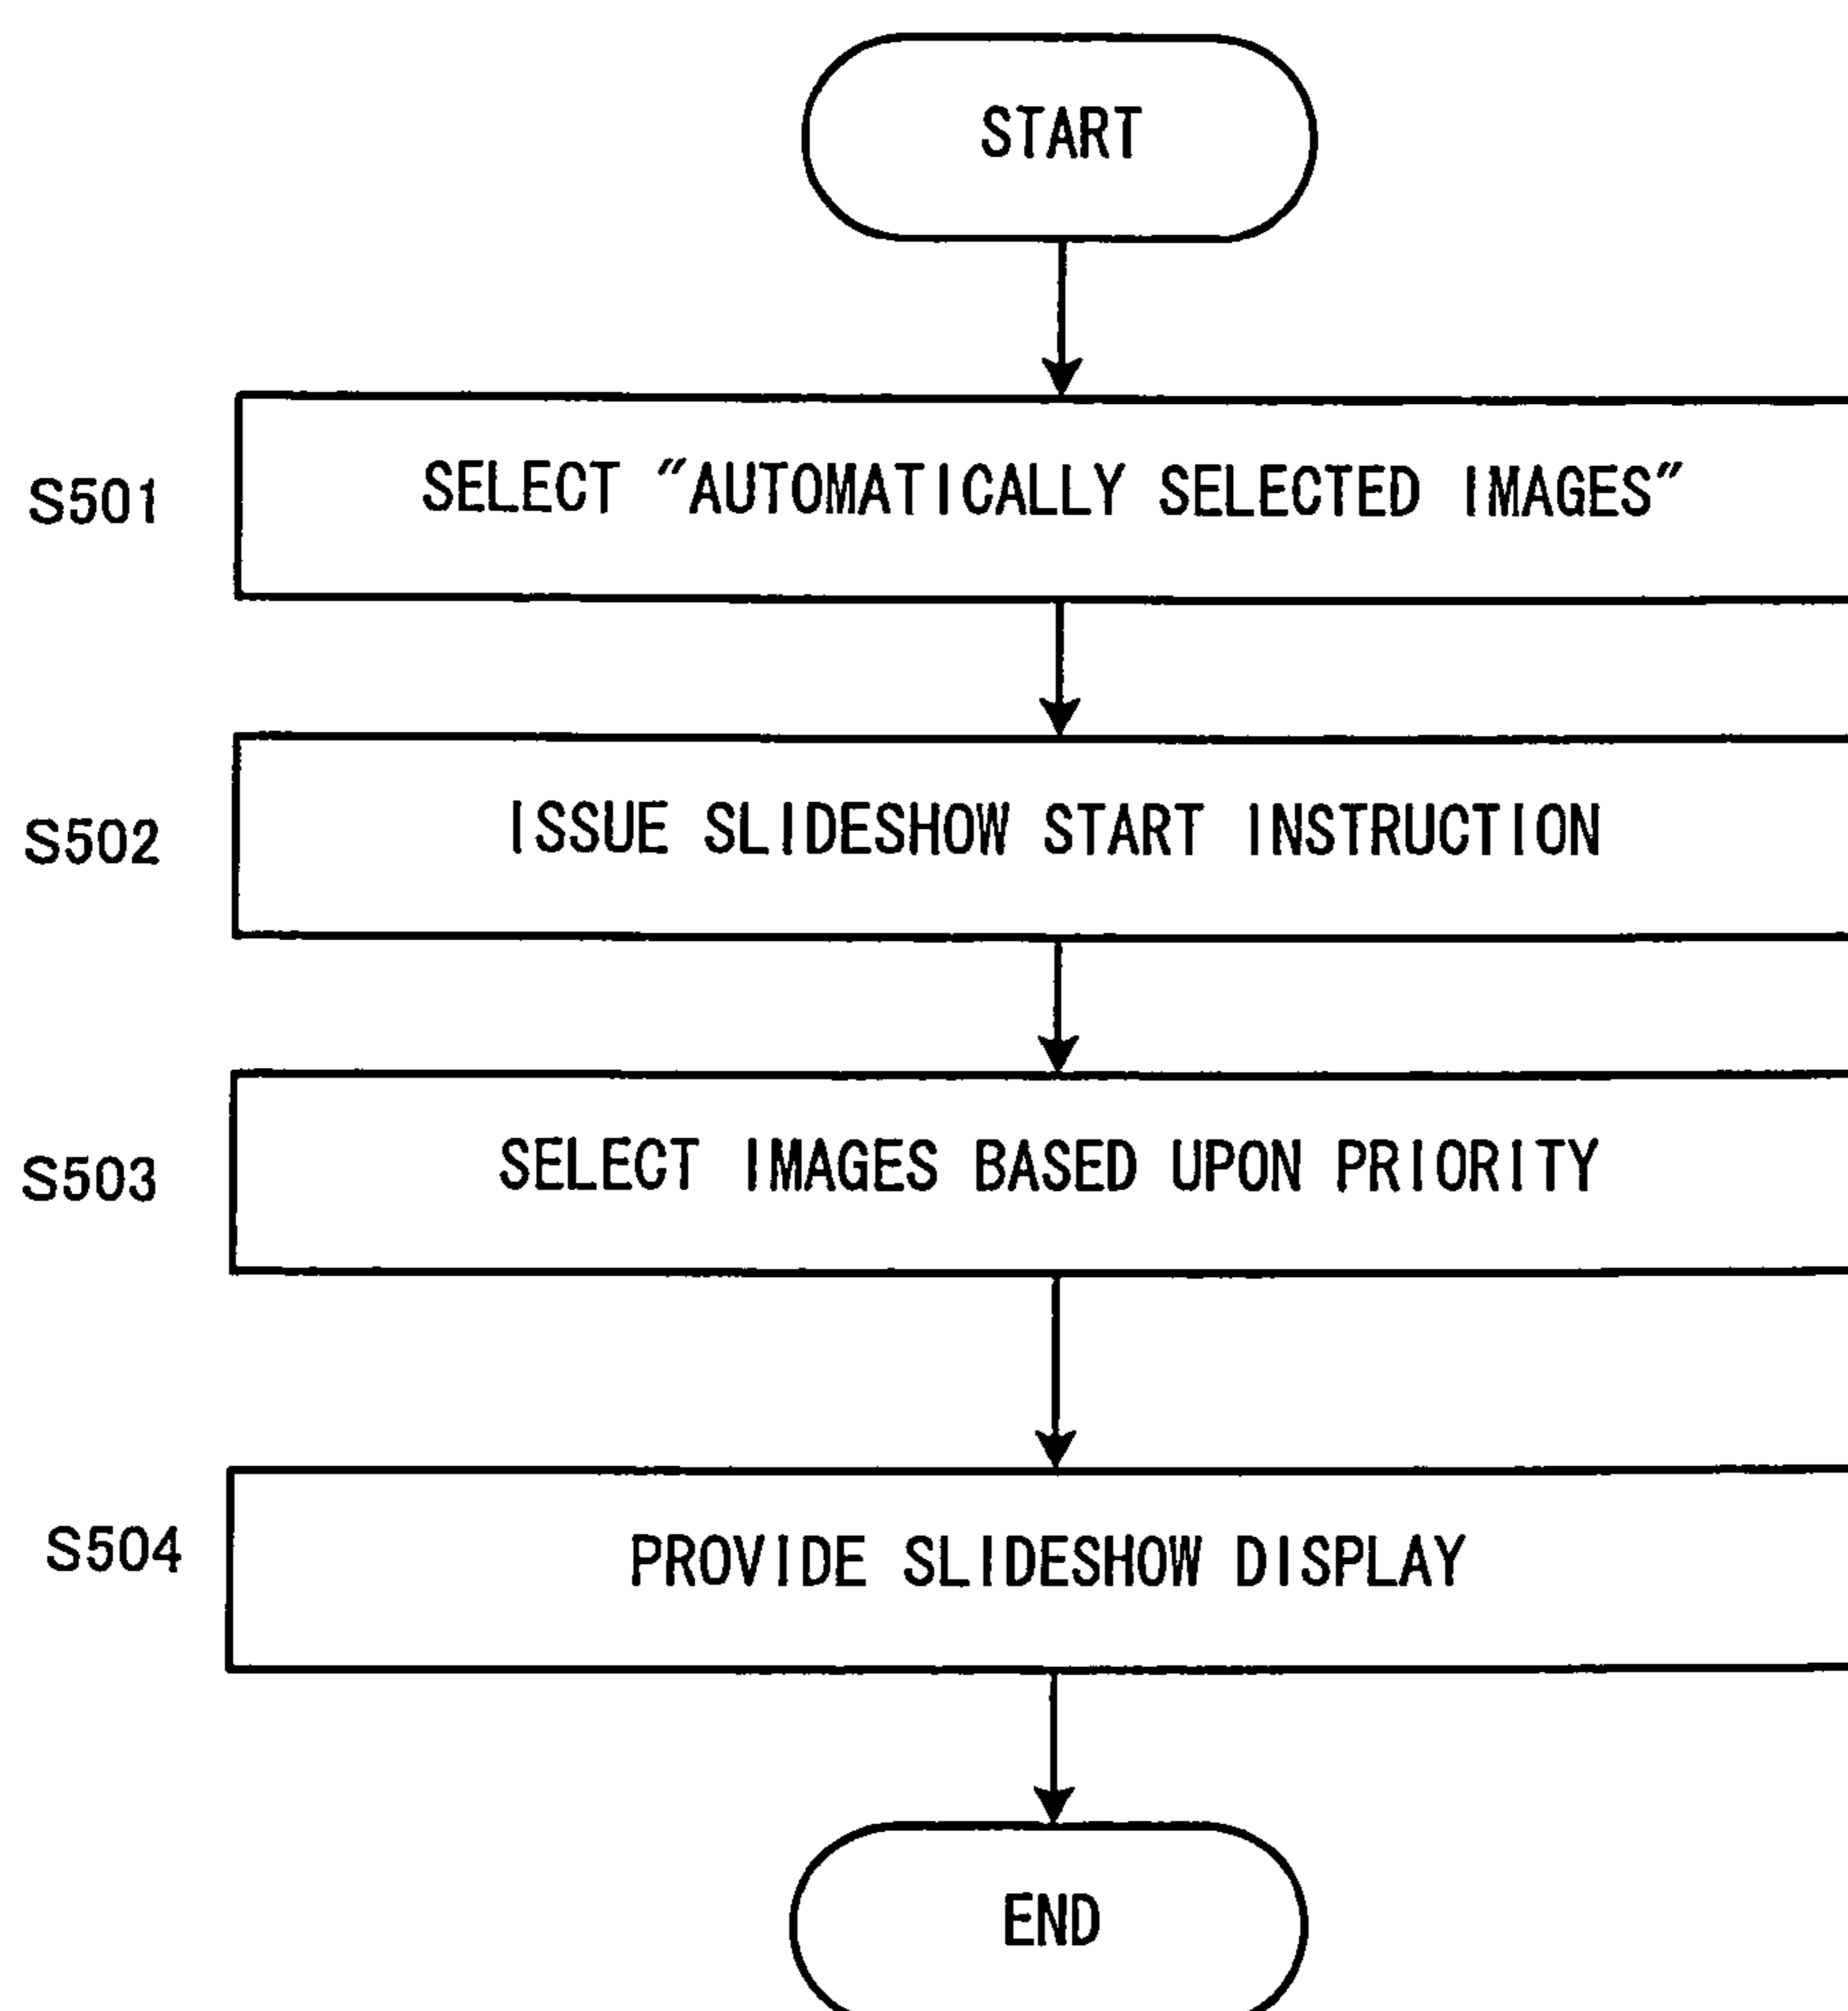 START
S501
SELECT "AUTOMATICALLY SELECTED IMAGES"
S502
ISSUE SLIDESHOW START INSTRUCTION
S503
SELECT IMAGES BASED UPON PRIORITY
S504
PROVIDE SLIDESHOW DISPLAY
END